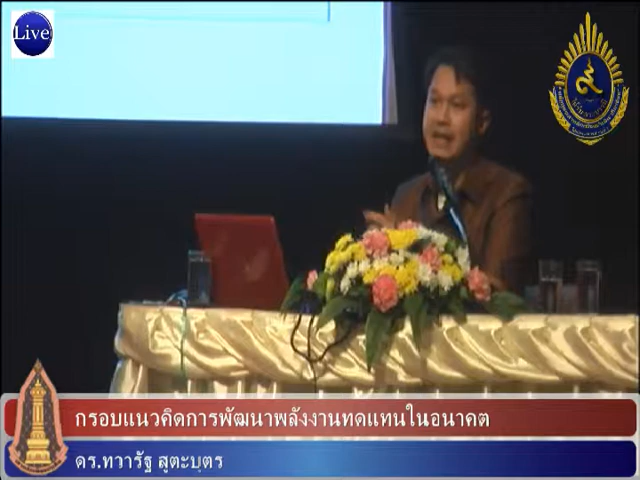 Live
กรอบแนวคิดการพัฒนาพลังงานทดแทนในอนาคต
ดร.ทวารัฐ สูตะบุตร